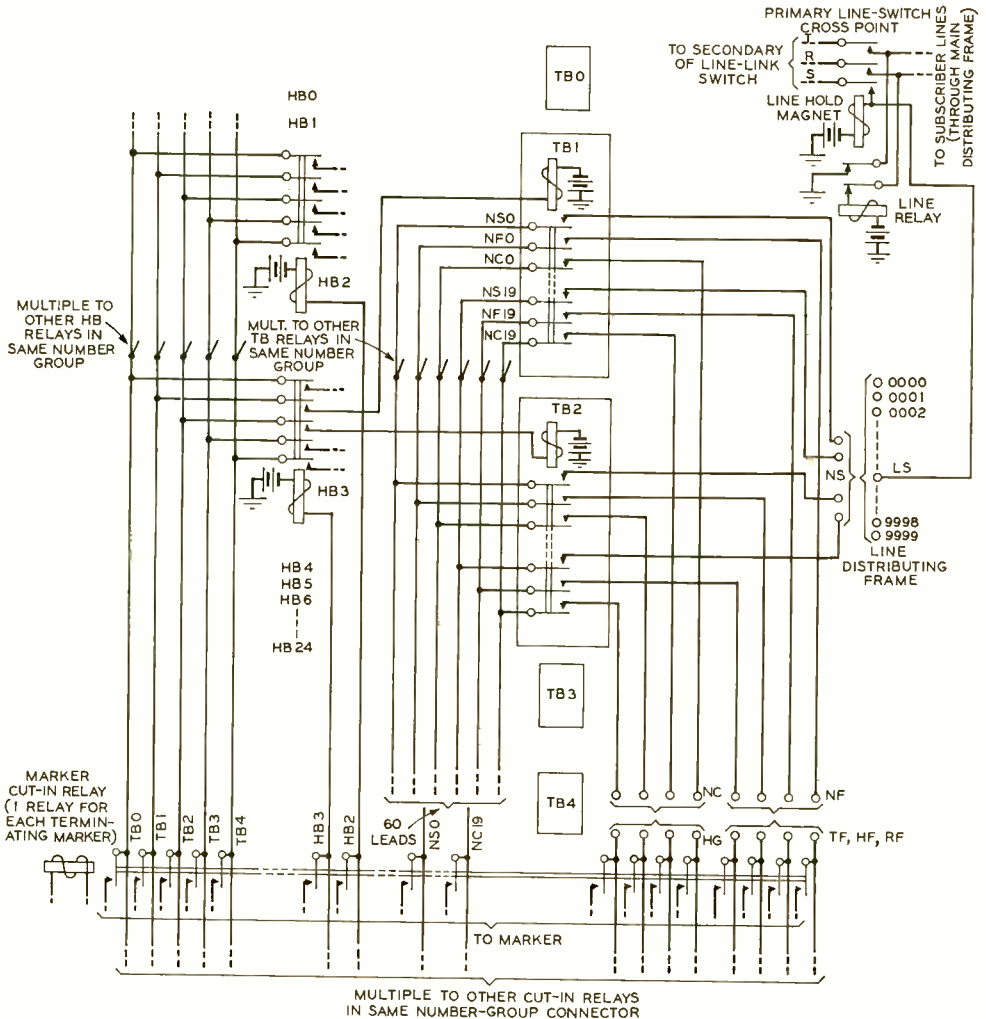 PRIMARY LINE-SWITCH
CROSS POINT
TO SECONDARY
OF LINE-LINK
SWITCH
T
R
S
LINE HOLD
MAGNET
TO SUBSCRIBER LINES
(THROUGH MAIN
DISTRIBUTING FRAME)
LINE
RELAY
TB0
HB0
HB1
TB1
NS0
NF0
NC0
NS19
NF19
NC19
HB2
MULTIPLE TO
OTHER HB
RELAYS IN
SAME NUMBER
GROUP
MULT. TO OTHER
TB RELAYS IN
SAME NUMBER
GROUP
TB2
0000
0001
0002
NS
LS
9998
9999
LINE
DISTRIBUTING
FRAME
HB3
HB4
HB5
HB6
HB24
TB3
TB4
MARKER
CUT-IN RELAY
(1 RELAY FOR
EACH TERMIN-
ATING MARKER)
TB0
TB1
TB2
TB3
TB4
HB3
HB2
60
LEADS
NS0
NC19
NC
NF
HG
TF, HF, RF
TO MARKER
MULTIPLE TO OTHER CUT-IN RELAYS
IN SAME NUMBER-GROUP CONNECTOR